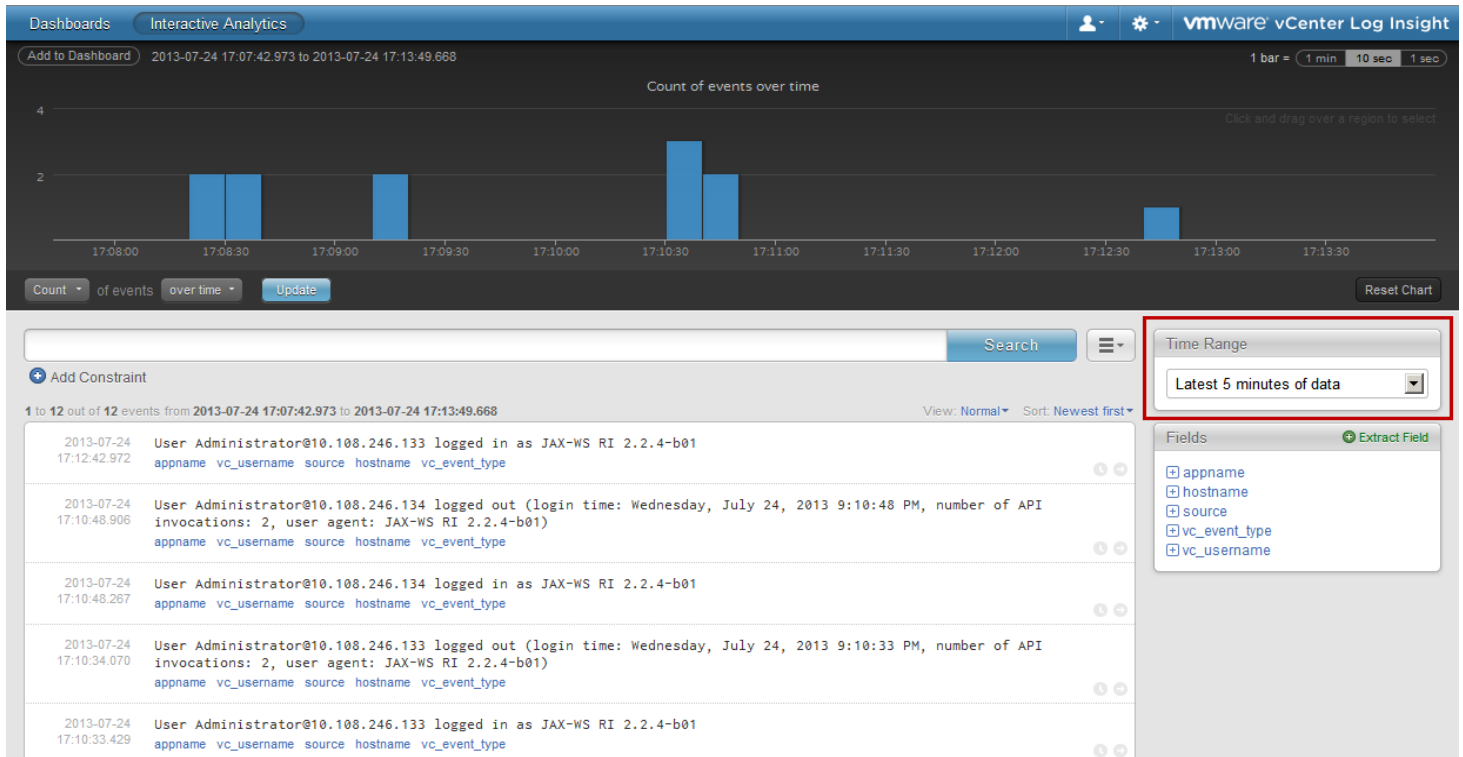 Dashboards Interactive Analytics vmware vCenter Log Insight
Add to Dashboard 2013-07-24 17:07:42.973 to 2013-07-24 17:13:49.668 1 bar = 1 min 10 sec 1 sec
Count of events over time
4
Click and drag over a region to select
2
17:08:00 17:08:30 17:09:00 17:09:30 17:10:00 17:10:30 17:11:00 17:11:30 17:12:00 17:12:30 17:13:00 17:13:30
Count of events over time Update Reset Chart
Search
Time Range
Add Constraint
Latest 5 minutes of data
1 to 12 out of 12 events from 2013-07-24 17:07:42.973 to 2013-07-24 17:13:49.668 View: Normal Sort: Newest first
Fields Extract Field
appname
hostname
source
vc_event_type
vc_username
2013-07-24 User Administrator@10.108.246.133 logged in as JAX-WS RI 2.2.4-b01
17:12:42.972 appname vc_username source hostname vc_event_type
2013-07-24 User Administrator@10.108.246.134 logged out (login time: Wednesday, July 24, 2013 9:10:48 PM, number of API
17:10:48.906 invocations: 2, user agent: JAX-WS RI 2.2.4-b01)
appname vc_username source hostname vc_event_type
2013-07-24 User Administrator@10.108.246.134 logged in as JAX-WS RI 2.2.4-b01
17:10:48.267 appname vc_username source hostname vc_event_type
2013-07-24 User Administrator@10.108.246.133 logged out (login time: Wednesday, July 24, 2013 9:10:33 PM, number of API
17:10:34.070 invocations: 2, user agent: JAX-WS RI 2.2.4-b01)
appname vc_username source hostname vc_event_type
2013-07-24 User Administrator@10.108.246.133 logged in as JAX-WS RI 2.2.4-b01
17:10:33.429 appname vc_username source hostname vc_event_type